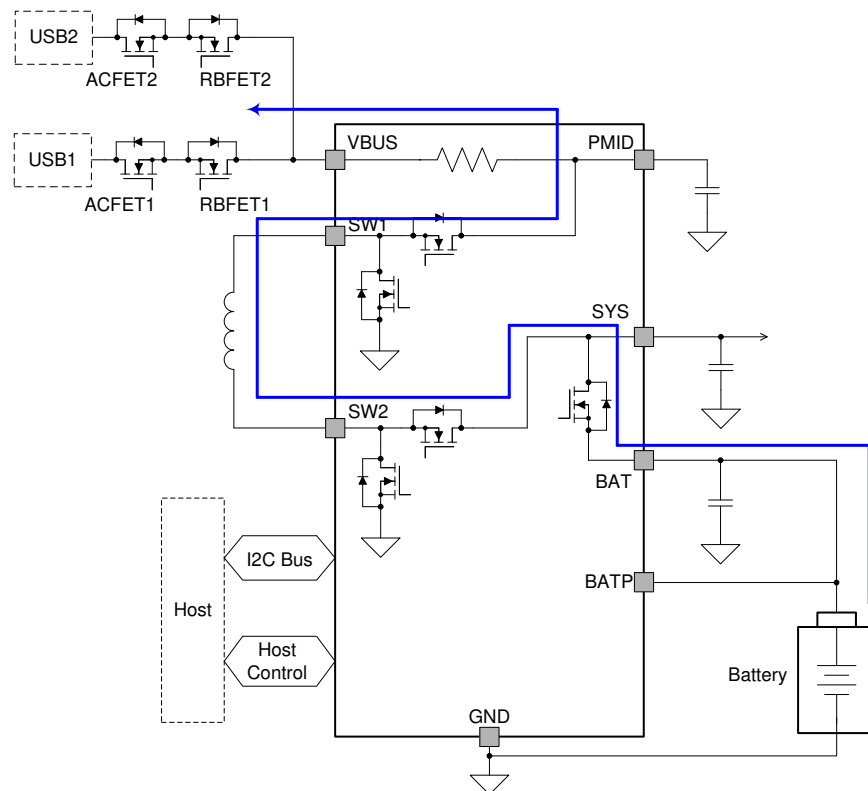 USB2
ACFET2
RBFET2
USB1
ACFET1
RBFET1
VBUS
PMID
SW1
SYS
SW2
BAT
I2C Bus
BATP
Host
Host
Control
Battery
GND